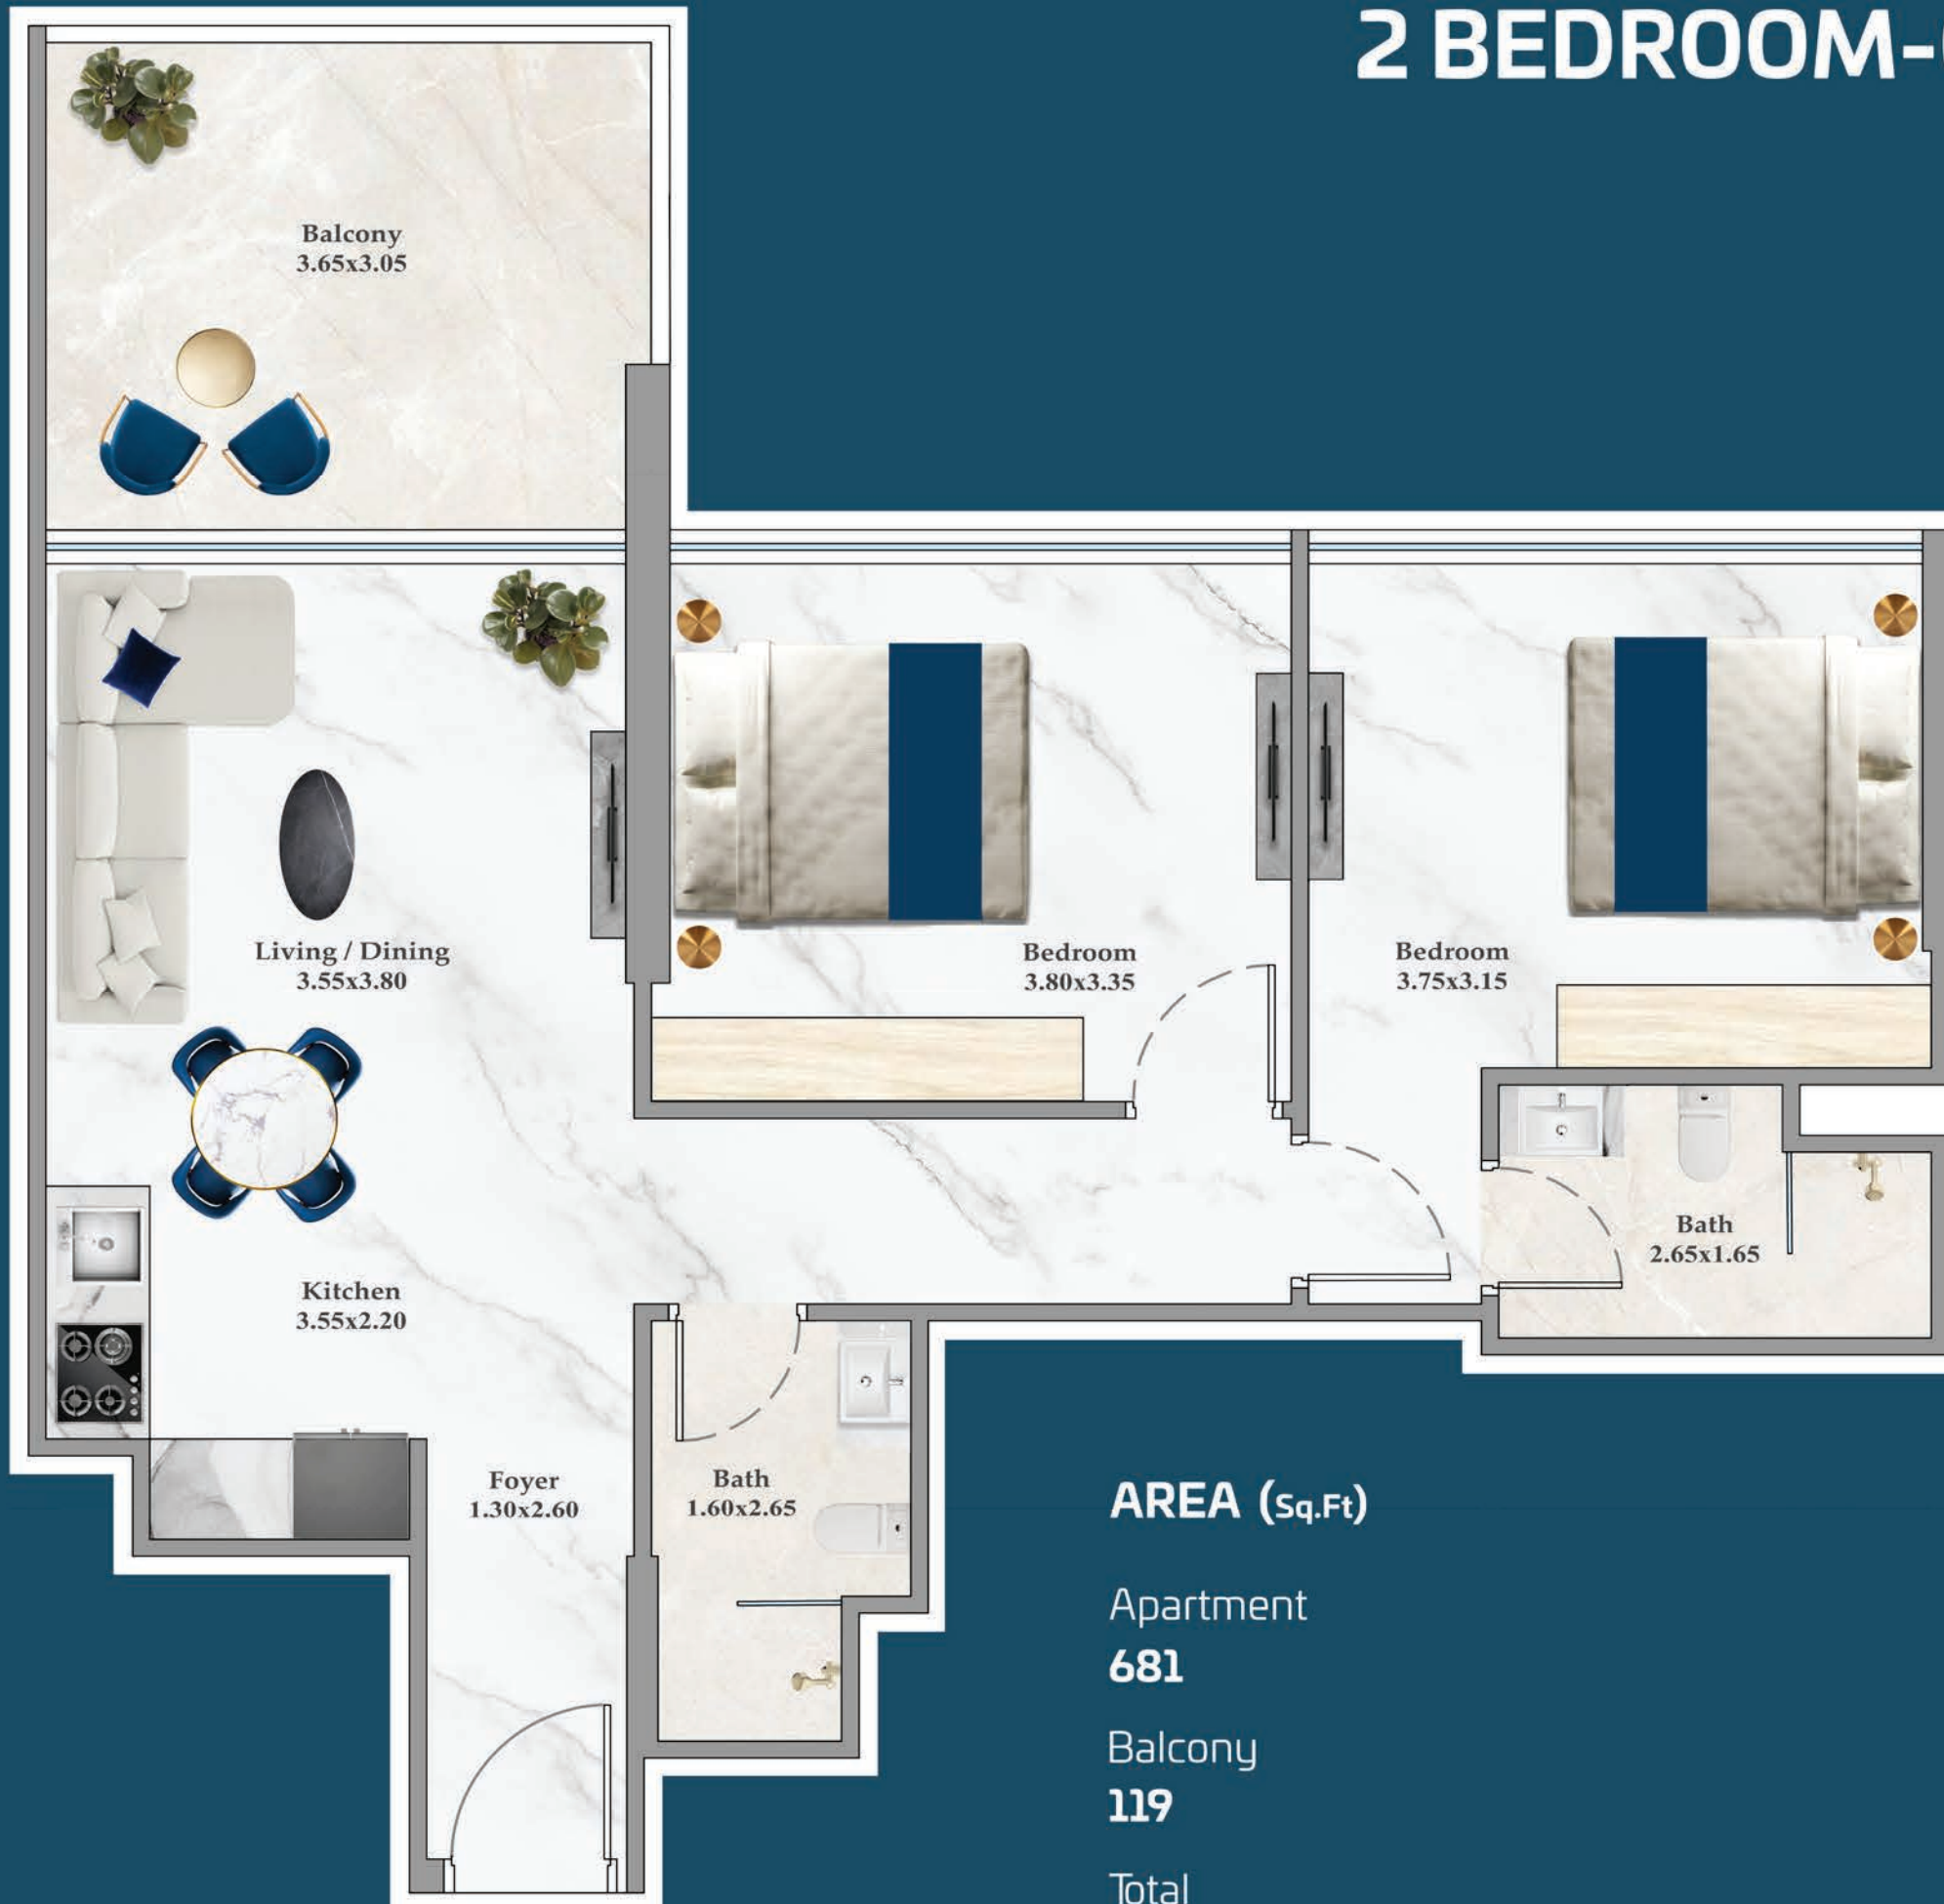 2 BEDROOM-
Balcony
3.65x3.05
Living / Dining
3.55x3.80
Bedroom
3.80x3.35
Bedroom
3.75x3.15
Bath
2.65x1.65
Kitchen
3.55x2.20
Foyer
1.30x2.60
Bath
1.60x2.65
AREA (Sq.Ft)
Apartment
681
Balcony
119
Total